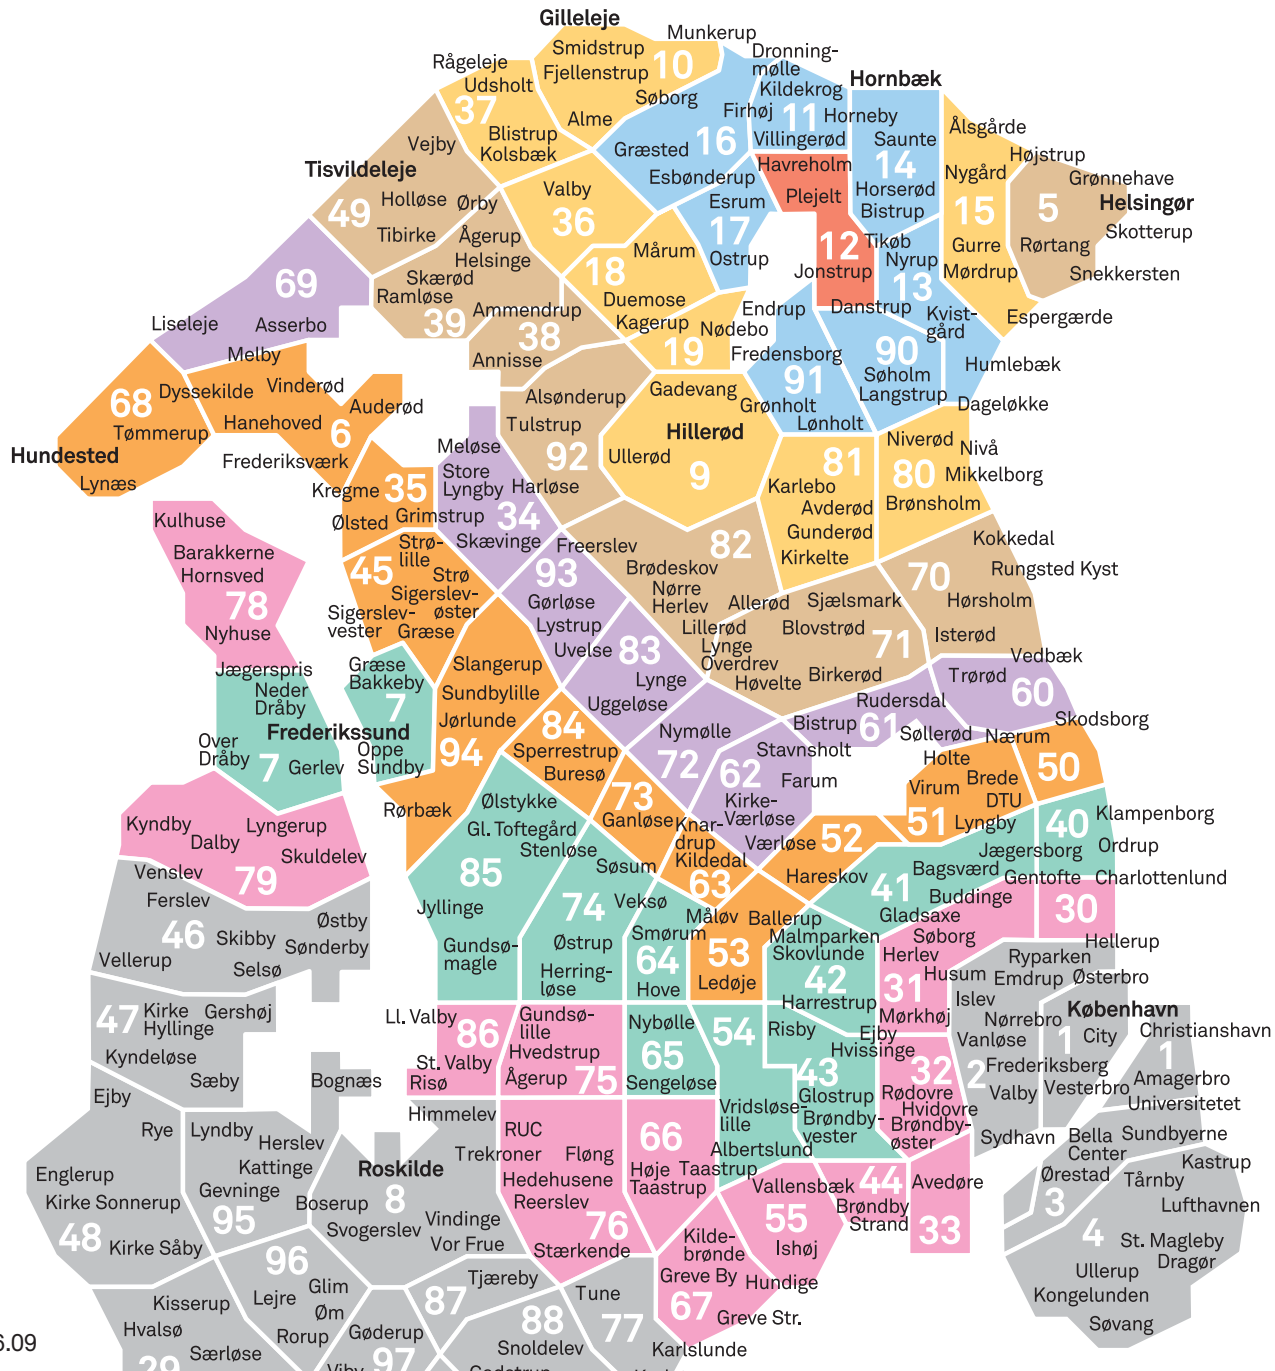 Gilleleje
Munkerup
Smidstrup
Dronning-
mølle
Rågeleje
Fjellenstrup
10
Hornbæk
Udsholt
Kildekrog
Søborg
37
Firhøj
11
Horneby
Alme
Ålsgårde
Blistrup
Villingerød
Saunte
Vejby
Kolsbæk
Græsted
16
14
Højstrup
Tisvildeleje
Havreholm
Nygård
Grønnehave
Valby
Esbønderup
Plejelt
Horserød
Helsingør
Holløse
Ørby
Esrum
Bistrup
15
5
49
36
17
Skotterup
Tibirke
Ågerup
12
Tikøb
Gurre
Rørtang
Helsinge
Mårum
Ostrup
Nyrup
Skærød
18
Jonstrup
Mørdrup
Snekkersten
69
Ramløse
13
Duemose
Danstrup
Ammendrup
Endrup
Kvist-
gård
Espergærde
Liseleje
Asserbo
39
38
Kagerup
Nødebo
Melby
19
Fredensborg
90
Annisse
Humlebæk
Dyssekilde
Vinderød
Gadevang
91
Søholm
68
Alsønderup
Langstrup
Auderød
Grønholt
Dageløkke
Hanehoved
Tulstrup
Lønholt
Tømmerup
6
Hillerød
Niverød
Hundested
Meløse
Ullerød
92
Nivå
Frederiksværk
9
81
80
Mikkelborg
Lynæs
Store
Lyngby
Harløse
Karlebo
Kregme
35
Brønsholm
Kulhuse
Ølsted
Grimstrup
34
Avderød
Gunderød
Skævinge
Kokkedal
Barakkerne
Strø-
lille
Freerslev
82
Kirkelte
Hornsved
45
Strø
93
Brødeskov
Rungsted Kyst
70
78
Sigerslev-
øster
Gørløse
Nørre
Herlev
Allerød
Sjælsmark
Hørsholm
Nyhuse
Sigerslev-
vester
Græse
Lystrup
Lillerød
Blovstrød
71
Isterød
Uvelse
83
Lynge
Overdrev
Jægerspris
Græse
Bakkeby
Slangerup
Birkerød
Vedbæk
Neder
Dråby
Sundbylille
Lynge
Høvelte
Trørød
60
7
Uggeløse
Rudersdal
Frederikssund
Jørlunde
84
Nymølle
Bistrup
61
Skodsborg
Over
Dråby
Oppe
Sundby
94
Sperrestrup
Stavnsholt
Søllerød
Nærum
7
Gerlev
Buresø
72
62
Farum
Holte
50
Rørbæk
Ølstykke
73
Kirke-
Værløse
Virum
Brede
DTU
Kyndby
Lyngerup
Gl. Toftegård
Ganløse
Knar-
drup
Værløse
52
51
Lyngby
40
Klampenborg
Dalby
Stenløse
Jægersborg
Ordrup
Skuldelev
Søsum
Kildedal
Hareskov
Bagsværd
Venslev
79
85
63
41
Gentofte
Charlottenlund
Ferslev
Jyllinge
74
Veksø
Buddinge
30
Østby
Måløv
Ballerup
Gladsaxe
46
Skibby
Smørum
Malmparken
Søborg
Hellerup
Sønderby
Gundsø-
magle
Østrup
Skovlunde
Herlev
Ryparken
Vellerup
Selsø
64
53
42
Husum
Emdrup
Østerbro
Herring-
løse
Hove
Ledøje
Harrestrup
31
Islev
København
47
Kirke
Hyllinge
Gershøj
Ll. Valby
Gundsø-
lille
Nybølle
54
Risby
Ejby
Mørkhøj
Nørrebro
1
City
Christianshavn
86
Hvissinge
Vanløse
Kyndeløse
Hvedstrup
65
1
St. Valby
43
32
2
Frederiksberg
Sæby
Bognæs
Risø
Ågerup
75
Sengeløse
Glostrup
Rødovre
Valby
Vesterbro
Amagerbro
Ejby
Himmelev
Vridsløse-
lille
Brøndby-
vester
Hvidovre
Universitetet
Rye
Lyndby
Herslev
RUC
66
Brøndby-
øster
Sydhavn
Bella
Center
Sundbyerne
Trekroner
Fløng
Albertslund
Englerup
Kattinge
Roskilde
Høje
Taastrup
Taastrup
Kastrup
Hedehusene
Vallensbæk
44
Avedøre
Ørestad
Tårnby
Kirke Sonnerup
Gevninge
Boserup
8
Reerslev
Brøndby
Strand
3
Lufthavnen
95
Svogerslev
Vindinge
76
55
33
48
Kirke Såby
Vor Frue
Stærkende
Kilde-
brønde
Ishøj
4
St. Magleby
96
Tjæreby
Greve By
Hundige
Ullerup
Dragør
Glim
Kisserup
Lejre
Øm
87
Tune
67
Kongelunden
Hvalsø
88
77
Greve Str.
Rorup
Gøderup
Søvang
6.09
Særløse
Snoldelev
Karlslunde
29
Viby
97
Gadstrup